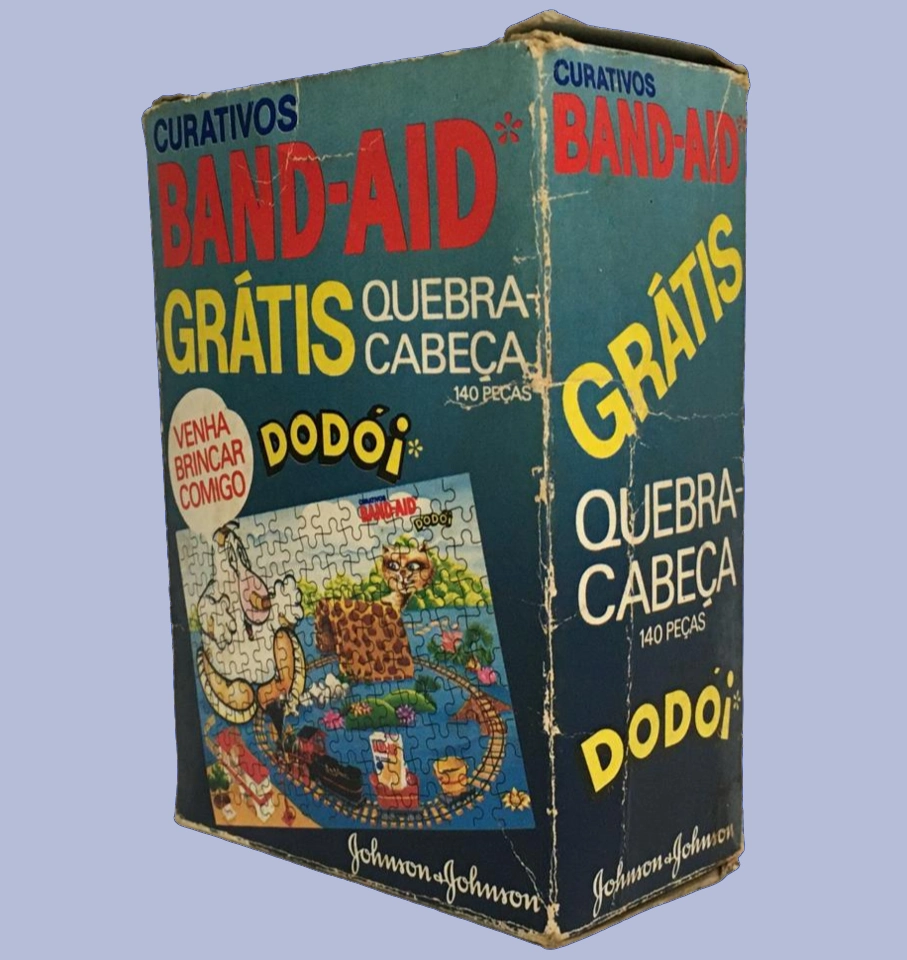 CURATIVOS
BAND-AID*
GRÁTIS QUEBRA-
CABEÇA
140 PEÇAS
VENHA
BRINCAR
COMIGO
DODÓi*
CURATIVOS
BAND-AID*
DODÓi
Johnson & Johnson
CURATIVOS
BAND-AID*
GRÁTIS
QUEBRA-
CABEÇA
140 PEÇAS
DODÓi*
Johnson & Johnson